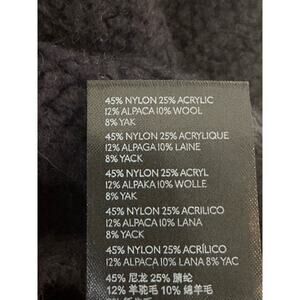 45% NYLON 25% ACRYLIC
12% ALPACA 10% WOOL
8% YAK
45% NYLON 25% ACRYLIQUE
12% ALPAGA 10% LAINE
8% YACK
45% NYLON 25% ACRYL
12% ALPAKA 10% WOLLE
8% YAK
45% NYLON 25% ACRILICO
12% ALPACA 10% LANA
8% YACK
45% NYLON 25% ACRÍLICO
12% ALPACA 10% LANA 8% YAC
45% 尼龙 25% 腈纶
12% 羊驼毛 10% 绵羊毛